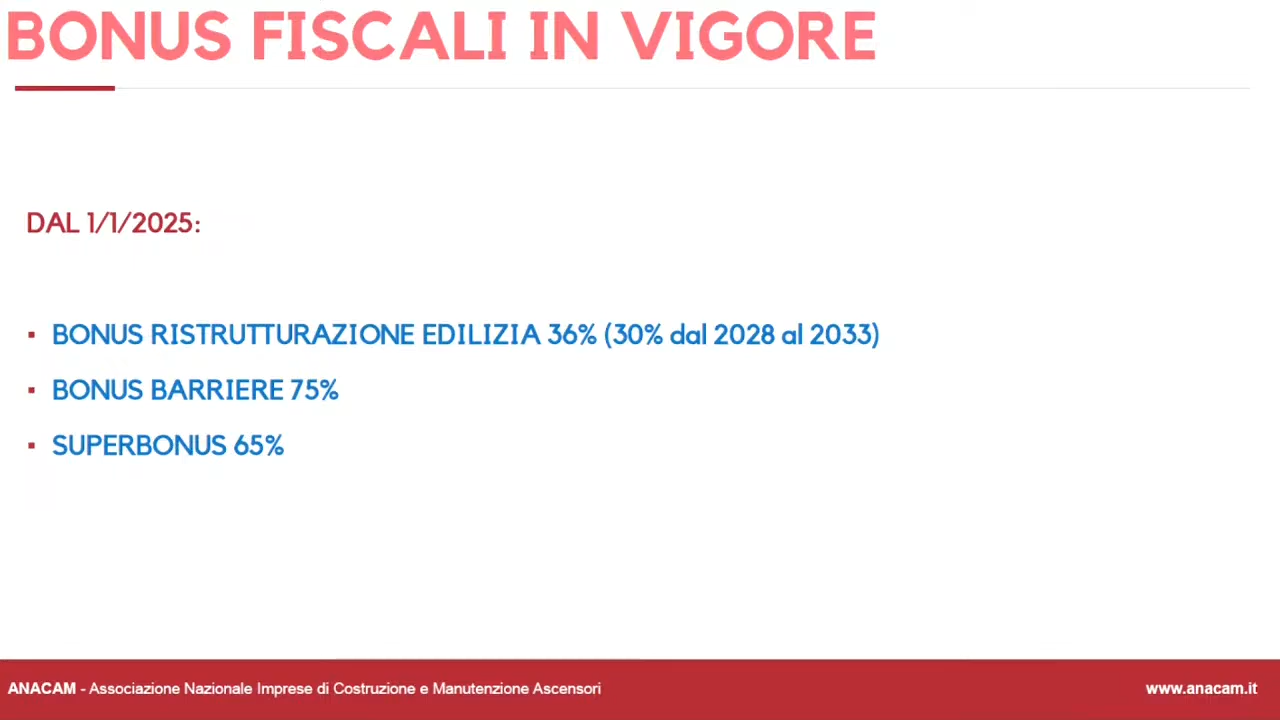 BONUS FISCALI IN VIGORE
DAL 1/1/2025:
▪ BONUS RISTRUTTURAZIONE EDILIZIA 36% (30% dal 2028 al 2033)
▪ BONUS BARRIERE 75%
▪ SUPERBONUS 65%
ANACAM - Associazione Nazionale Imprese di Costruzione e Manutenzione Ascensori
www.anacam.it